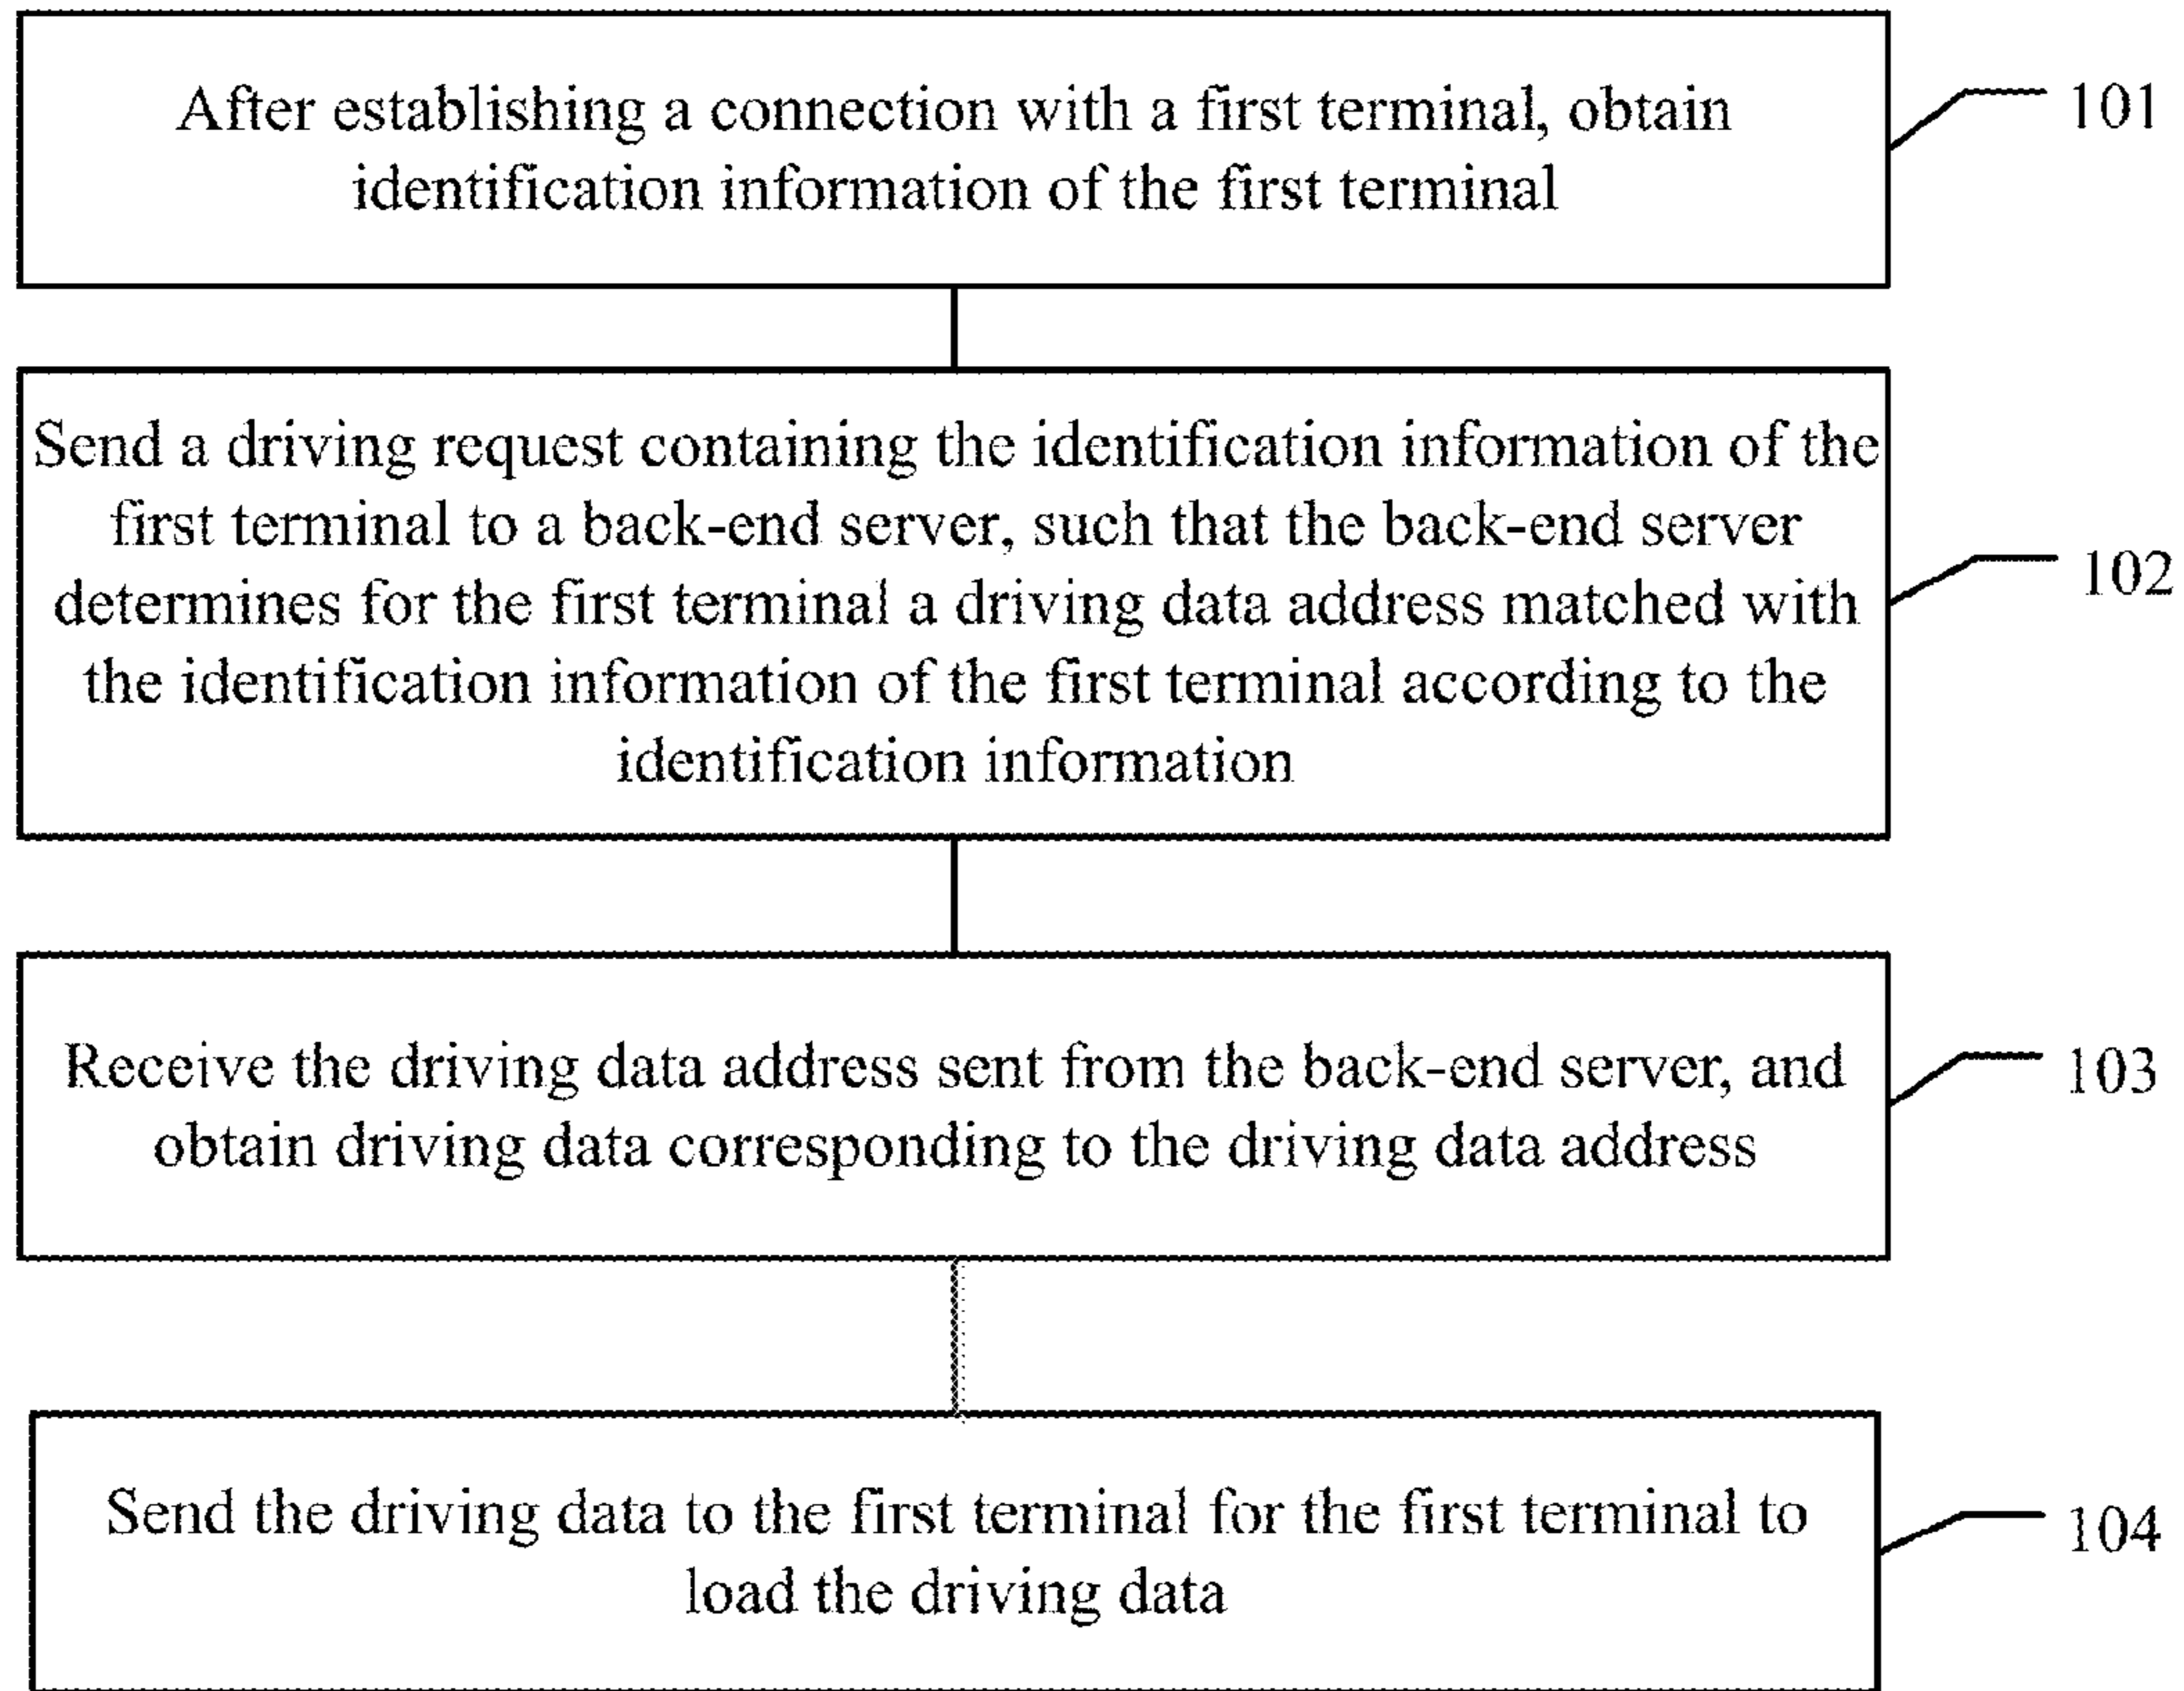 After establishing a connection with a first terminal, obtain
identification information of the first terminal
101
Send a driving request containing the identification information of the
first terminal to a back-end server, such that the back-end server
determines for the first terminal a driving data address matched with
the identification information of the first terminal according to the
identification information
102
Receive the driving data address sent from the back-end server, and
obtain driving data corresponding to the driving data address
103
Send the driving data to the first terminal for the first terminal to
load the driving data
104